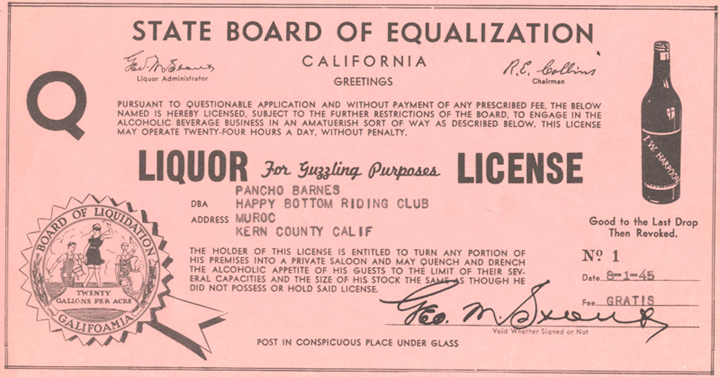 STATE BOARD OF EQUALIZATION
CALIFORNIA
GREETINGS
Liquor Administrator
R.E. Collins
Chairman
Q
PURSUANT TO QUESTIONABLE APPLICATION AND WITHOUT PAYMENT OF ANY PRESCRIBED FEE, THE BELOW
NAMED IS HEREBY LICENSED, SUBJECT TO THE FURTHER RESTRICTIONS OF THE BOARD, TO ENGAGE IN THE
ALCOHOLIC BEVERAGE BUSINESS IN AN AMATUERISH SORT OF WAY AS DESCRIBED BELOW. THIS LICENSE
MAY OPERATE TWENTY-FOUR HOURS A DAY, WITHOUT PENALTY.
LIQUOR For Guzzling Purposes LICENSE
PANCHO BARNES
DBA HAPPY BOTTOM RIDING CLUB
ADDRESS MUROC
KERN COUNTY CALIF
I.W. HARPOON
Good to the Last Drop
Then Revoked.
THE HOLDER OF THIS LICENSE IS ENTITLED TO TURN ANY PORTION OF
HIS PREMISES INTO A PRIVATE SALOON AND MAY QUENCH AND DRENCH
THE ALCOHOLIC APPETITE OF HIS GUESTS TO THE LIMIT OF THEIR SEV-
ERAL CAPACITIES AND THE SIZE OF HIS STOCK THE SAME AS THOUGH HE
DID NOT POSSESS OR HOLD SAID LICENSE.
Nº 1
Date 8-1-45
Fee GRATIS
Geo. M.
Void Whether Signed or Not
BOARD OF LIQUIDATION
TWENTY
GALLONS PER ACRE
GALIFOAMIA
POST IN CONSPICUOUS PLACE UNDER GLASS